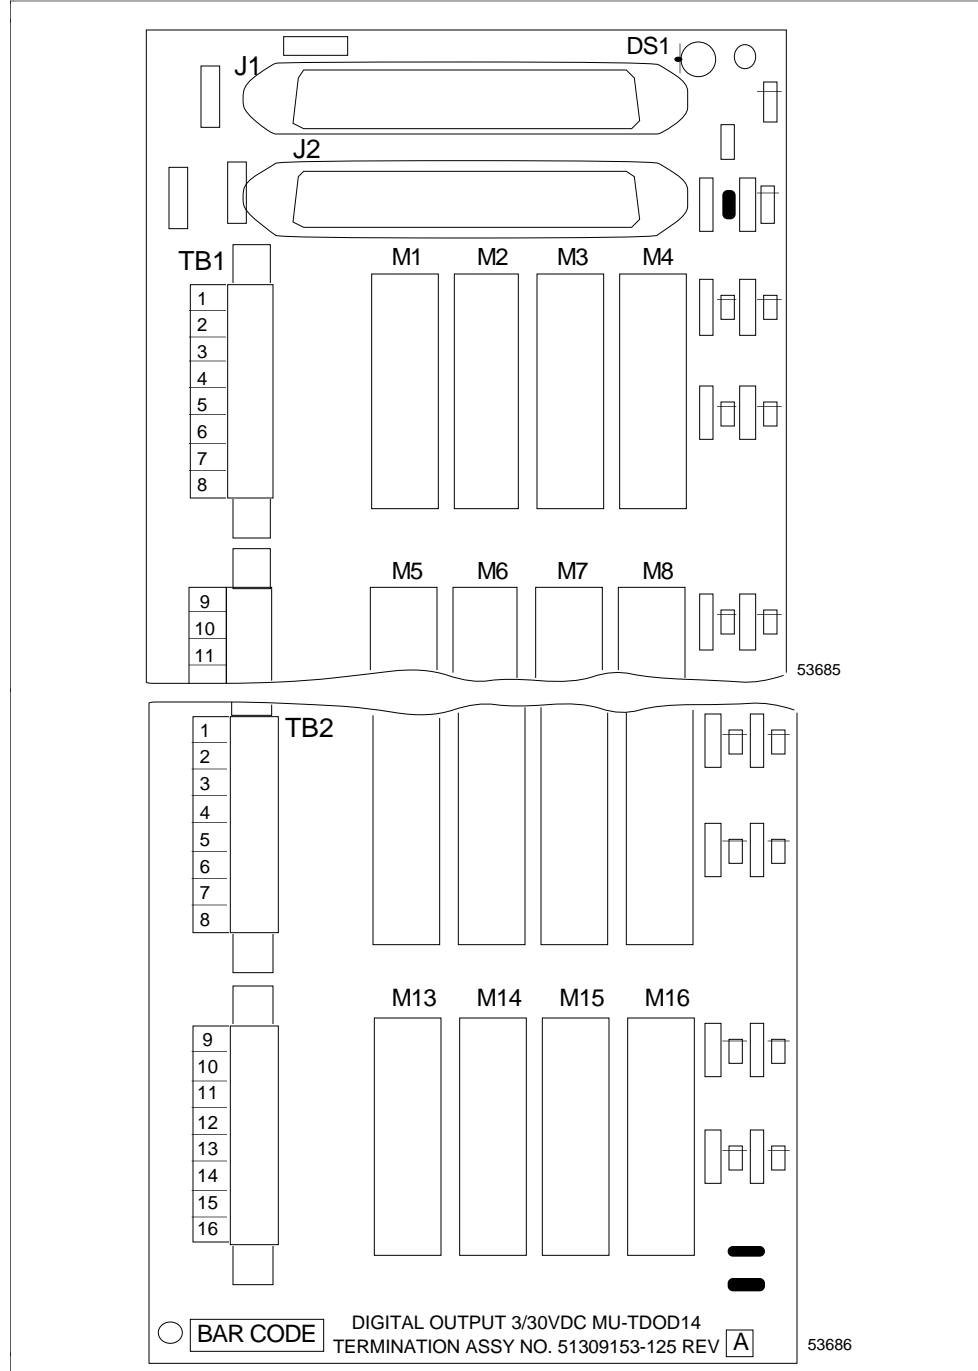 DS1
J1
J2
TB1
M1 M2 M3 M4
1
2
3
4
5
6
7
8
M5 M6 M7 M8
9
10
11
53685
TB2
1
2
3
4
5
6
7
8
M13 M14 M15 M16
9
10
11
12
13
14
15
16
BAR CODE
DIGITAL OUTPUT 3/30VDC MU-TDOD14
TERMINATION ASSY NO. 51309153-125 REV A
53686